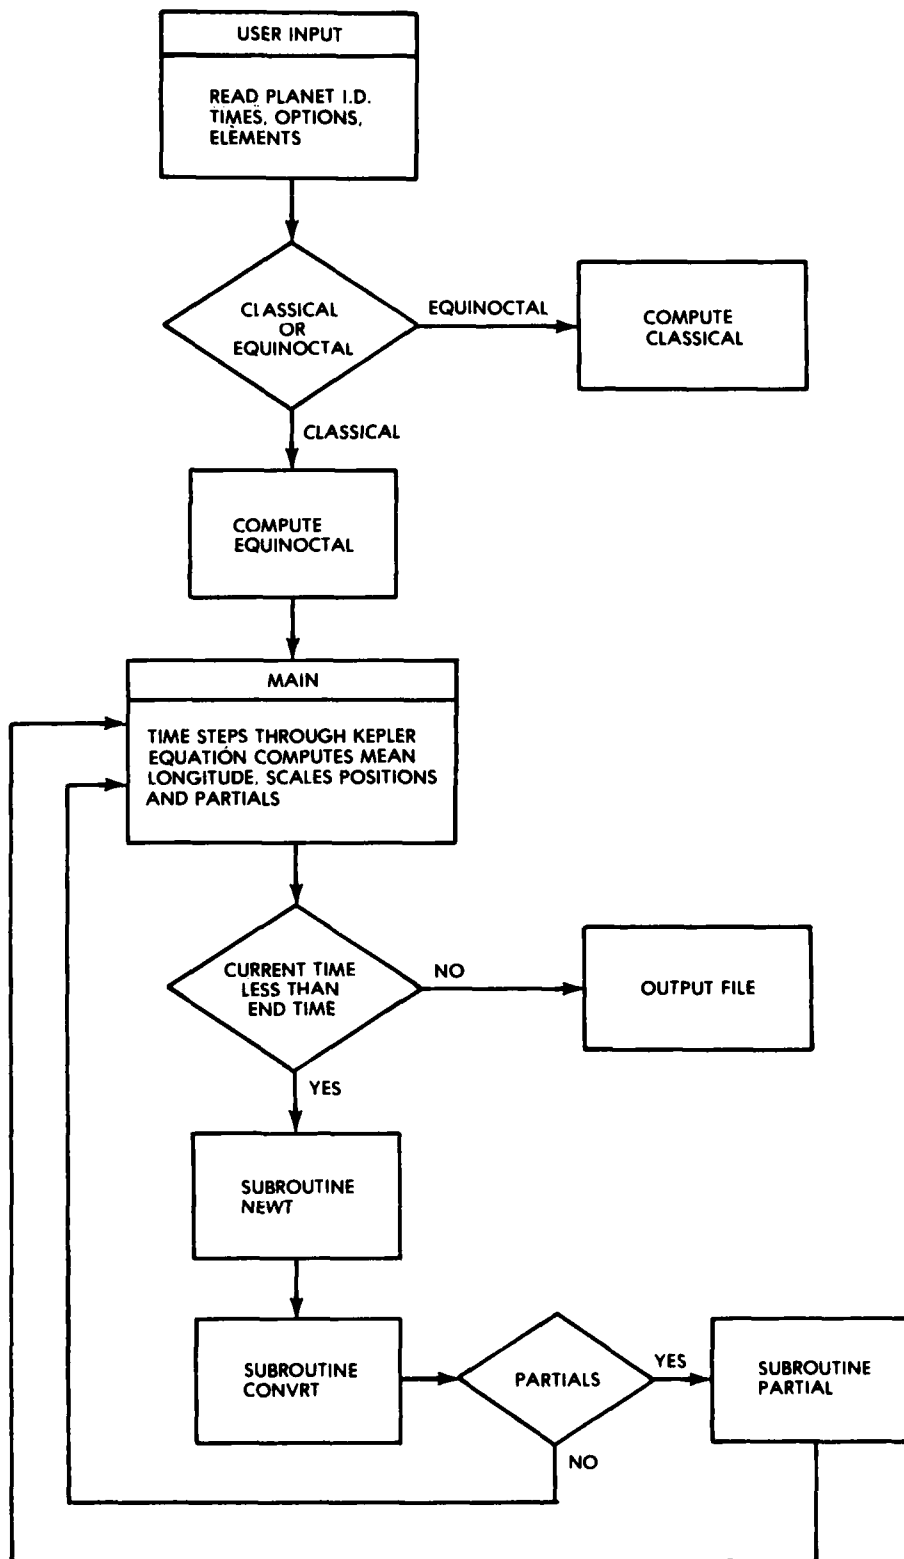 USER INPUT
READ PLANET I.D.
TIMES, OPTIONS,
ELEMENTS
CLASSICAL
OR
EQUINOCTAL
EQUINOCTAL
COMPUTE
CLASSICAL
CLASSICAL
COMPUTE
EQUINOCTAL
MAIN
TIME STEPS THROUGH KEPLER
EQUATION COMPUTES MEAN
LONGITUDE. SCALES POSITIONS
AND PARTIALS
CURRENT TIME
LESS THAN
END TIME
NO
OUTPUT FILE
YES
SUBROUTINE
NEWT
SUBROUTINE
CONVRT
PARTIALS
YES
SUBROUTINE
PARTIAL
NO